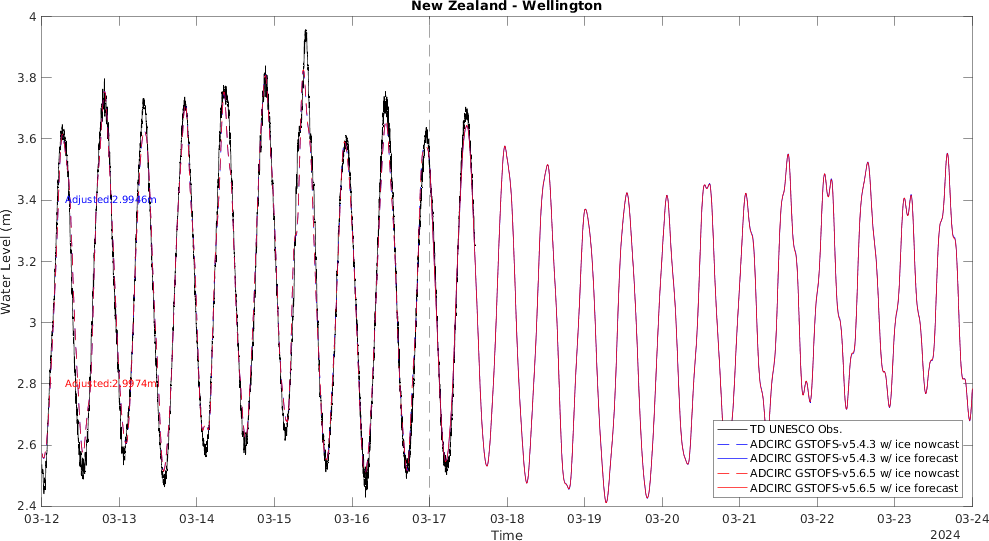 New Zealand - Wellington
4
3.8
3.6
3.4
3.2
3
2.8
2.6
2.4
Water Level (m)
Adjusted:2.9946m
Adjusted:2.9974m
TD UNESCO Obs.
ADCIRC GSTOFS-v5.4.3 w/ ice nowcast
ADCIRC GSTOFS-v5.4.3 w/ ice forecast
ADCIRC GSTOFS-v5.6.5 w/ ice nowcast
ADCIRC GSTOFS-v5.6.5 w/ ice forecast
03-12 03-13 03-14 03-15 03-16 03-17 03-18 03-19 03-20 03-21 03-22 03-23 03-24
Time
2024